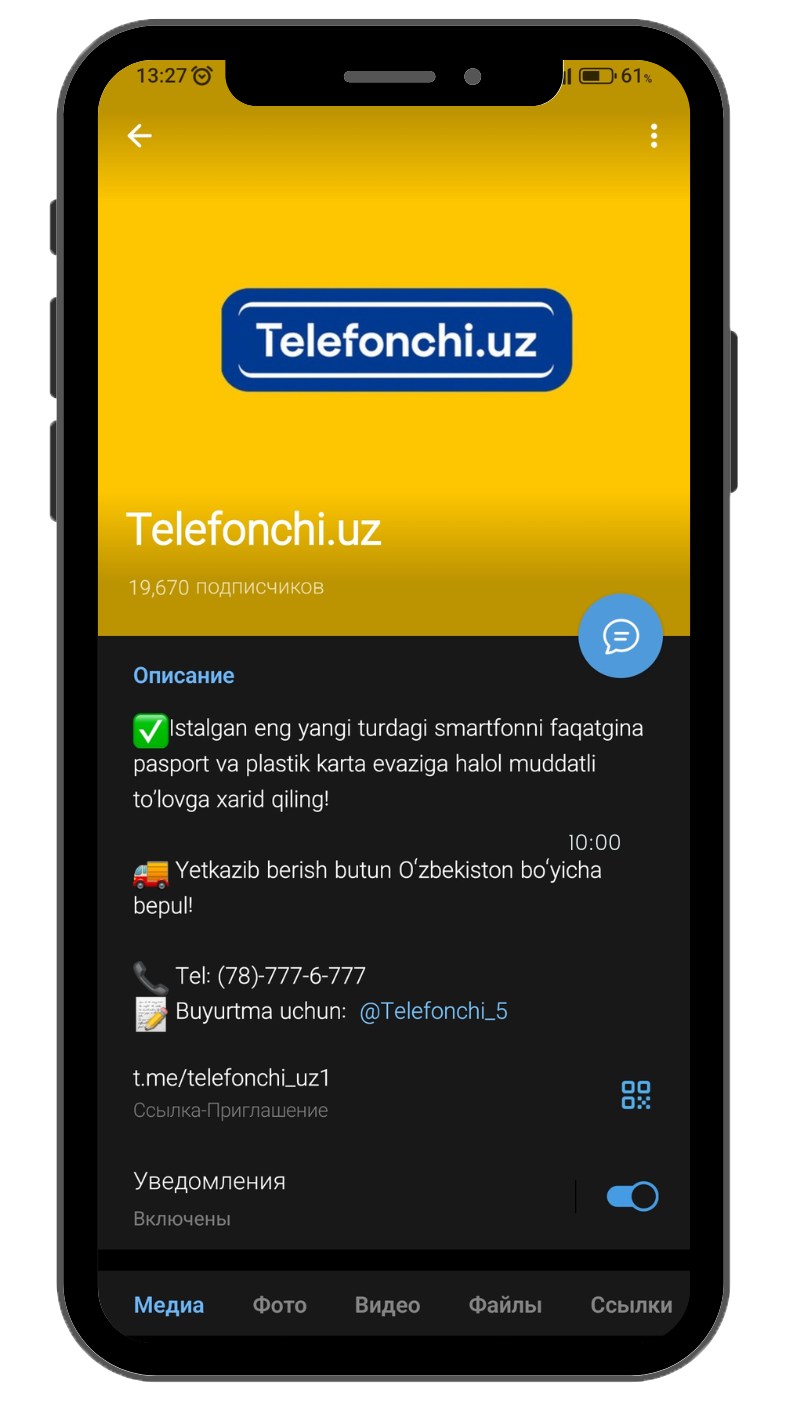 13:27
61%
Telefonchi.uz
Telefonchi.uz
19,670 подписчиков
Описание
✅Istalgan eng yangi turdagi smartfonni faqatgina
pasport va plastik karta evaziga halol muddatli
to’lovga xarid qiling!
10:00
🚚 Yetkazib berish butun Oʻzbekiston boʻyicha
bepul!
📞 Tel: (78)-777-6-777
📝 Buyurtma uchun: @Telefonchi_5
t.me/telefonchi_uz1
Ссылка-Приглашение
Уведомления
Включены
Медиа Фото Видео Файлы Ссылки